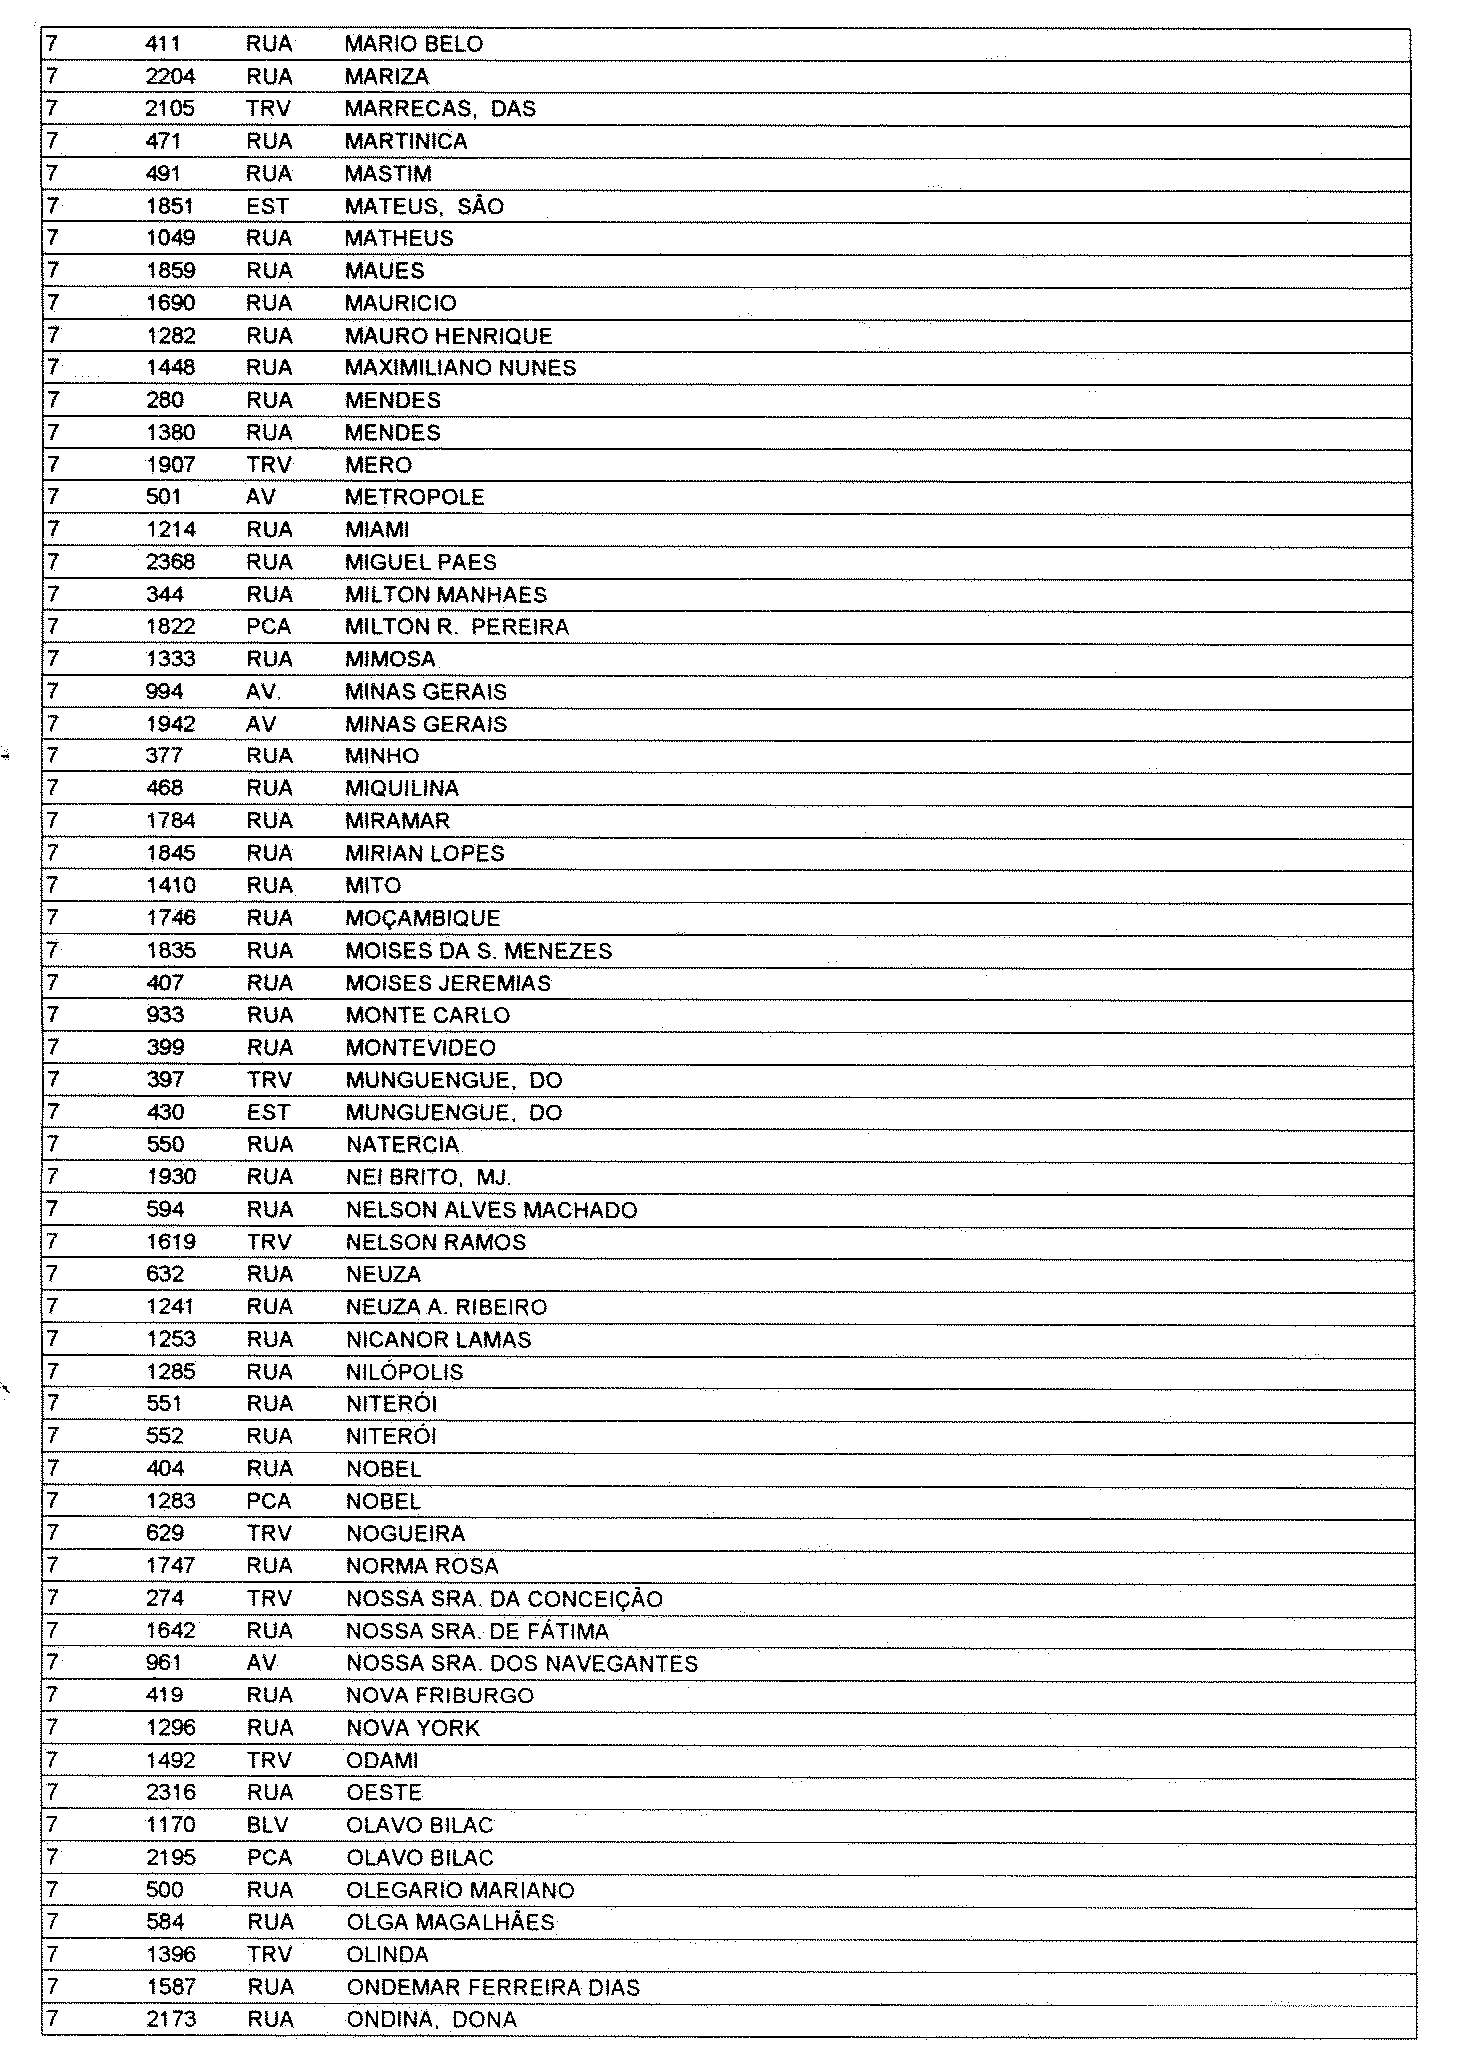 7 411 RUA MARIO BELO
7 2204 RUA MARIZA
7 2105 TRV MARRECAS, DAS
7 471 RUA MARTINICA
7 491 RUA MASTIM
7 1851 EST MATEUS, SÃO
7 1049 RUA MATHEUS
7 1859 RUA MAUES
7 1690 RUA MAURICIO
7 1282 RUA MAURO HENRIQUE
7 1448 RUA MAXIMILIANO NUNES
7 280 RUA MENDES
7 1380 RUA MENDES
7 1907 TRV MERO
7 501 AV METROPOLE
7 1214 RUA MIAMI
7 2368 RUA MIGUEL PAES
7 344 RUA MILTON MANHAES
7 1822 PCA MILTON R. PEREIRA
7 1333 RUA MIMOSA
7 994 AV. MINAS GERAIS
7 1942 AV MINAS GERAIS
7 377 RUA MINHO
7 468 RUA MIQUILINA
7 1784 RUA MIRAMAR
7 1845 RUA MIRIAN LOPES
7 1410 RUA MITO
7 1746 RUA MOÇAMBIQUE
7 1835 RUA MOISES DA S. MENEZES
7 407 RUA MOISES JEREMIAS
7 933 RUA MONTE CARLO
7 399 RUA MONTEVIDEO
7 397 TRV MUNGUENGUE, DO
7 430 EST MUNGUENGUE, DO
7 550 RUA NATERCIA
7 1930 RUA NEI BRITO, MJ.
7 594 RUA NELSON ALVES MACHADO
7 1619 TRV NELSON RAMOS
7 632 RUA NEUZA
7 1241 RUA NEUZA A. RIBEIRO
7 1253 RUA NICANOR LAMAS
7 1285 RUA NILÓPOLIS
7 551 RUA NITERÓI
7 552 RUA NITERÓI
7 404 RUA NOBEL
7 1283 PCA NOBEL
7 629 TRV NOGUEIRA
7 1747 RUA NORMA ROSA
7 274 TRV NOSSA SRA. DA CONCEIÇÃO
7 1642 RUA NOSSA SRA. DE FÁTIMA
7 961 AV NOSSA SRA. DOS NAVEGANTES
7 419 RUA NOVA FRIBURGO
7 1296 RUA NOVA YORK
7 1492 TRV ODAMI
7 2316 RUA OESTE
7 1170 BLV OLAVO BILAC
7 2195 PCA OLAVO BILAC
7 500 RUA OLEGARIO MARIANO
7 584 RUA OLGA MAGALHÃES
7 1396 TRV OLINDA
7 1587 RUA ONDEMAR FERREIRA DIAS
7 2173 RUA ONDINA, DONA